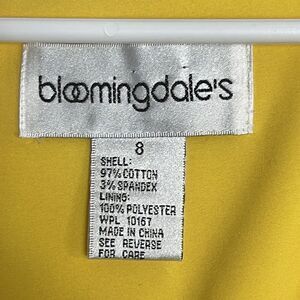 bloomingdale's
8
SHELL:
97% COTTON
3% SPANDEX
LINING:
100% POLYESTER
WPL 10167
MADE IN CHINA
SEE REVERSE
FOR CARE